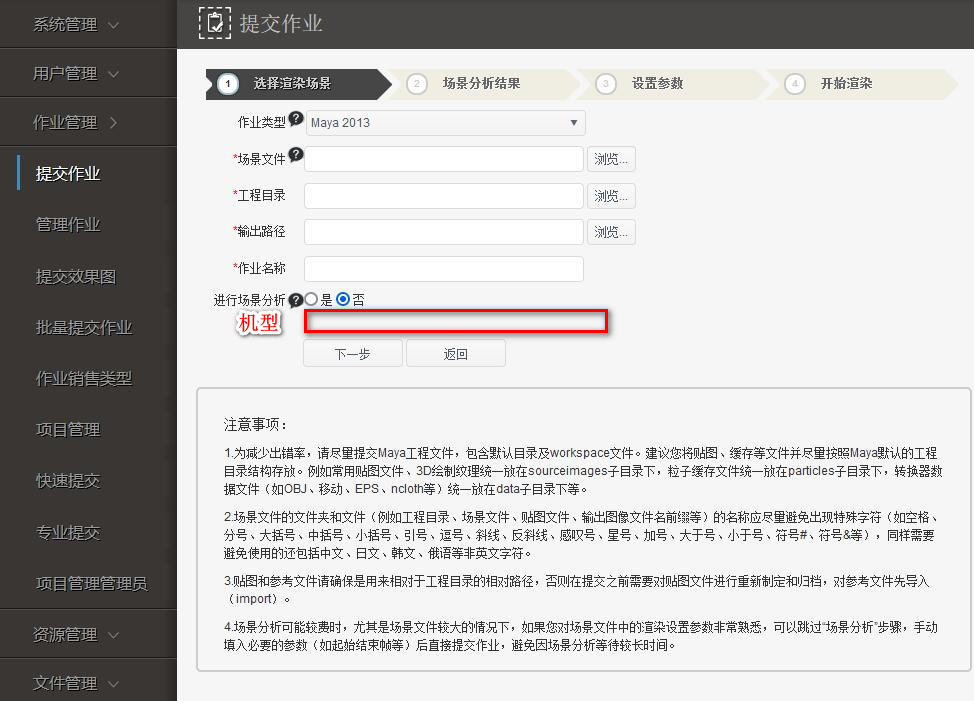 系统管理
用户管理
作业管理
提交作业
管理作业
提交效果图
批量提交作业
作业销售类型
项目管理
快速提交
专业提交
项目管理管理员
资源管理
文件管理
提交作业
1 选择渲染场景 2 场景分析结果 3 设置参数 4 开始渲染
作业类型? Maya 2013
*场景文件? 浏览...
*工程目录 浏览...
*输出路径 浏览...
*作业名称
进行场景分析? 是 否
机型
下一步 返回
注意事项：
1.为减少出错率，请尽量提交Maya工程文件，包含默认目录及workspace文件。建议您将贴图、缓存等文件并尽量按照Maya默认的工程
目录结构存放。例如常用贴图文件、3D绘制纹理统一放在sourceimages子目录下，粒子缓存文件统一放在particles子目录下，转换器数
据文件（如OBJ、移动、EPS、ncloth等）统一放在data子目录下等。
2.场景文件的文件夹和文件（例如工程目录、场景文件、贴图文件、输出图像文件名前缀等）的名称应尽量避免出现特殊字符（如空格、
分号、大括号、中括号、小括号、引号、逗号、斜线、反斜线、感叹号、星号、加号、大于号、小于号、符号#、符号&等），同样需要
避免使用的还包括中文、日文、韩文、俄语等非英文字符。
3.贴图和参考文件请确保是用来相对于工程目录的相对路径，否则在提交之前需要对贴图文件进行重新制定和归档，对参考文件先导入
（import）。
4.场景分析可能较费时，尤其是场景文件较大的情况下，如果您对场景文件中的渲染设置参数非常熟悉，可以跳过“场景分析”步骤，手动
填入必要的参数（如起始结束帧等）后直接提交作业，避免因场景分析等待较长时间。